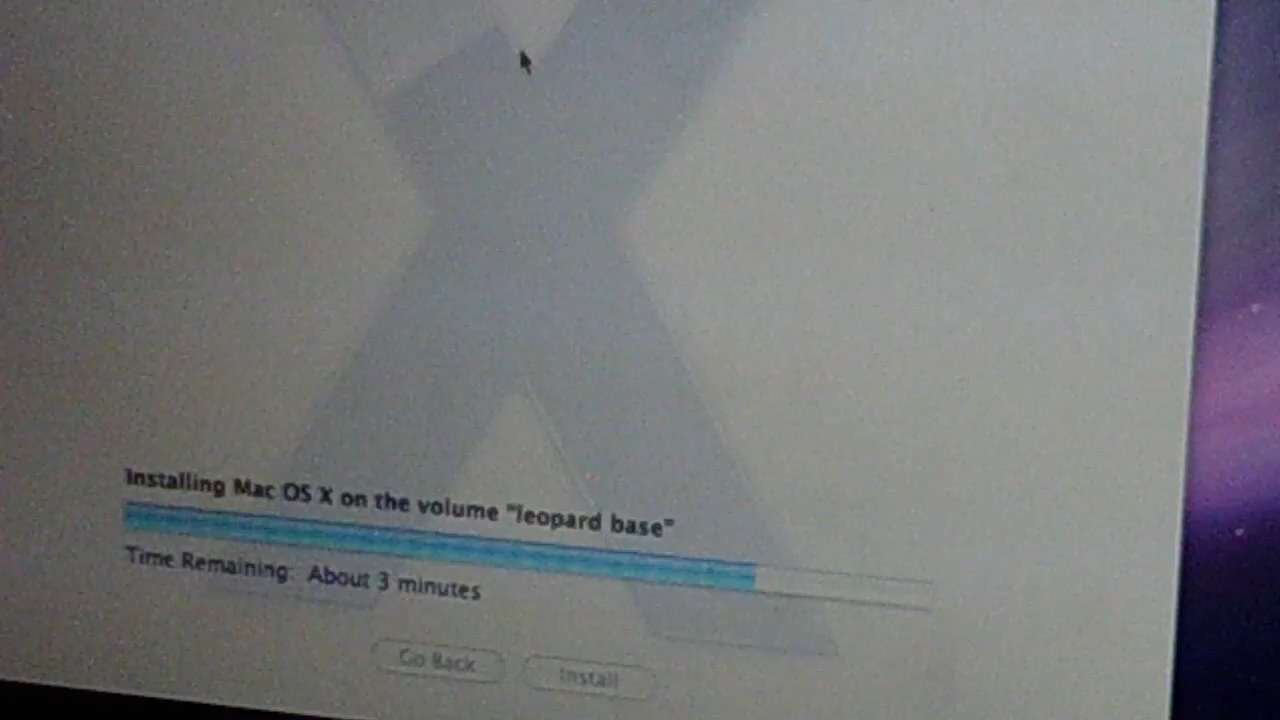 Installing Mac OS X on the volume "leopard base"
Time Remaining: About 3 minutes
Go Back
Install